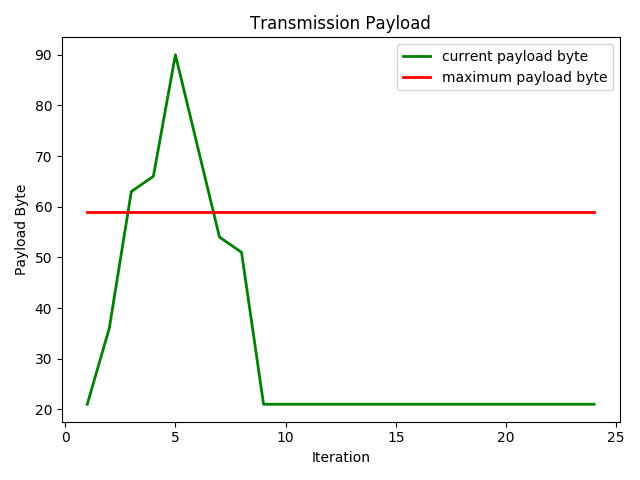 Transmission Payload
current payload byte
maximum payload byte
Payload Byte
90
80
70
60
50
40
30
20
0
5
10
15
20
25
Iteration